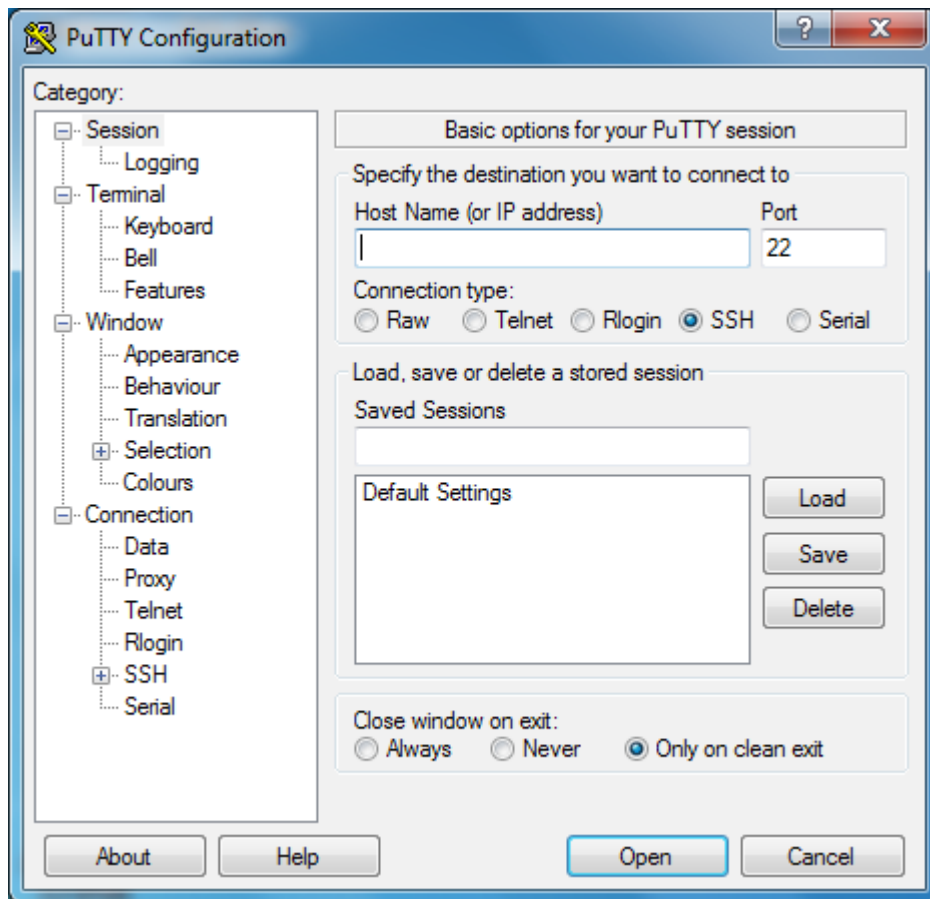 PuTTY Configuration
Category:
Session
Logging
Terminal
Keyboard
Bell
Features
Window
Appearance
Behaviour
Translation
Selection
Colours
Connection
Data
Proxy
Telnet
Rlogin
SSH
Serial
Basic options for your PuTTY session
Specify the destination you want to connect to
Host Name (or IP address) Port
22
Connection type:
Raw Telnet Rlogin SSH Serial
Load, save or delete a stored session
Saved Sessions
Default Settings
Load
Save
Delete
Close window on exit:
Always Never Only on clean exit
About Help Open Cancel